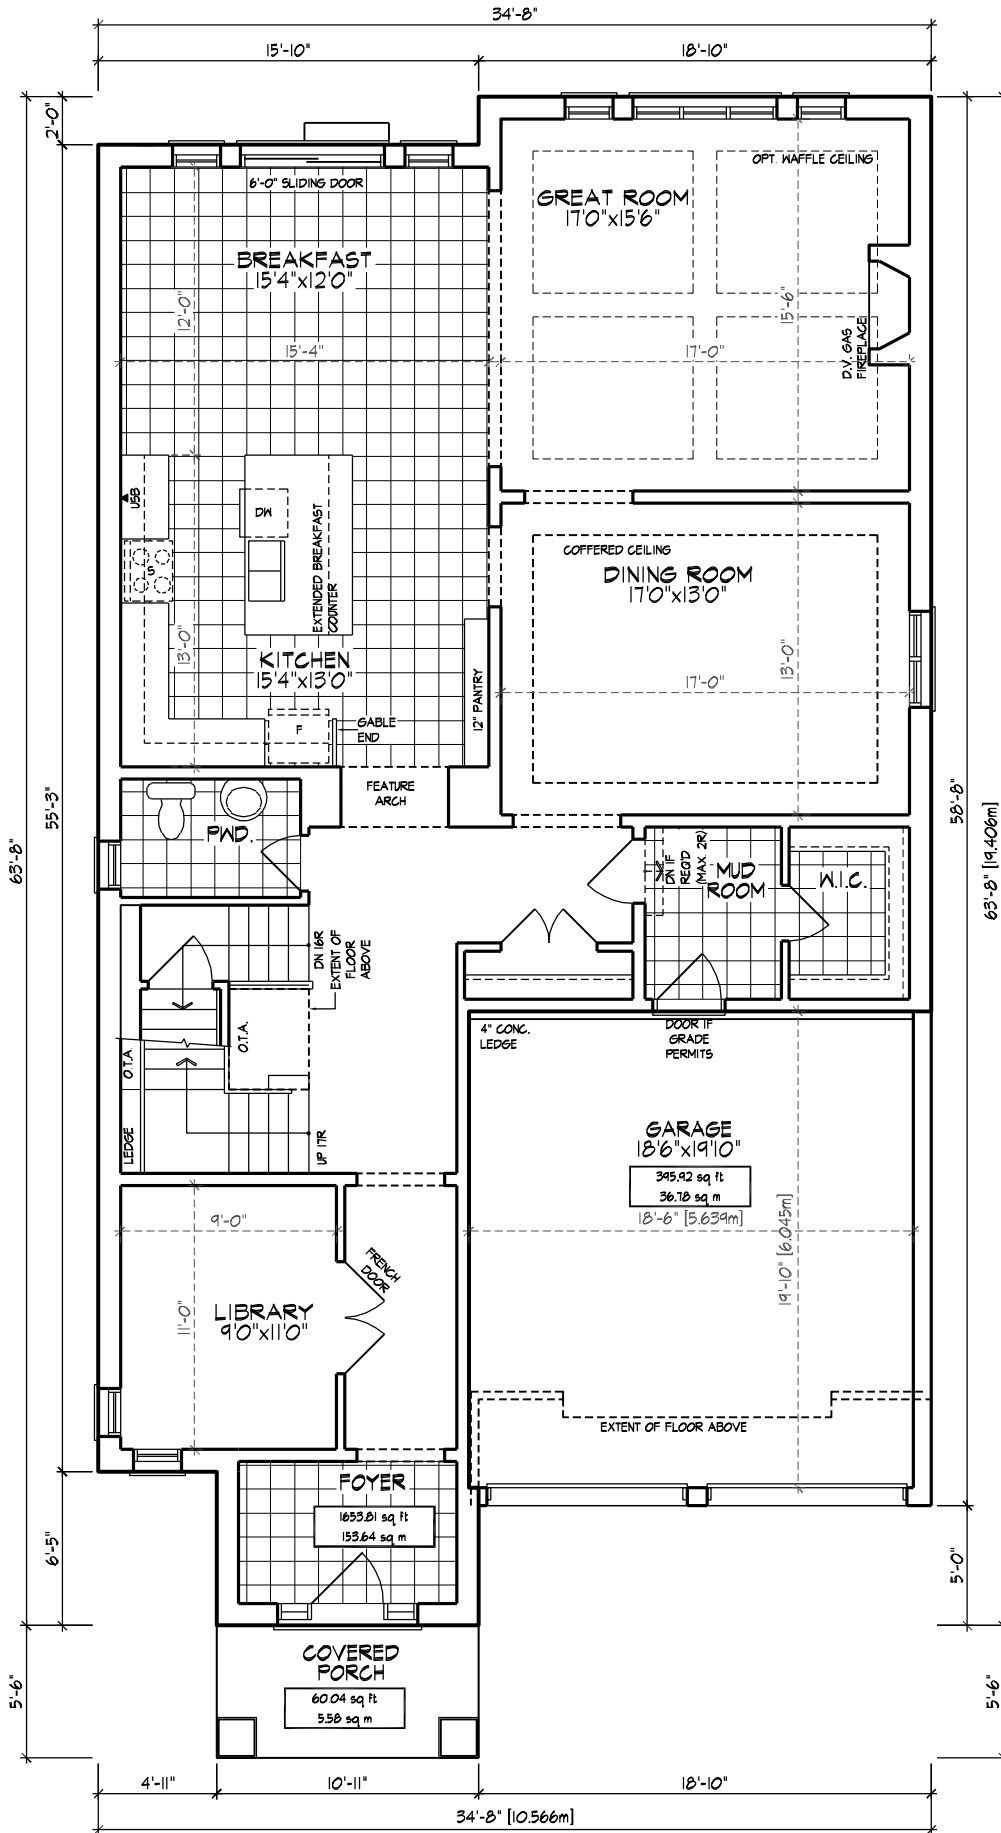 34'-8"
15'-10"
18'-10"
2'-0"
6'-0" SLIDING DOOR
OPT. WAFFLE CEILING
GREAT ROOM
17'0"x15'6"
BREAKFAST
15'4"x12'0"
12'-0"
15'-6"
15'-4"
17'-0"
D.V. GAS
FIREPLACE
USB
DW
S
EXTENDED BREAKFAST
COUNTER
COFFERED CEILING
DINING ROOM
17'0"x13'0"
13'-0"
13'-0"
KITCHEN
15'4"x13'0"
17'-0"
12" PANTRY
F
GABLE
END
FEATURE
ARCH
55'-3"
63'-8"
58'-8"
63'-8" [19.406m]
PWD.
DN IF
REQ'D
(MAX. 2R)
MUD
ROOM
W.I.C.
DN 16R
EXTENT OF
FLOOR
ABOVE
O.T.A.
O.T.A.
LEDGE
UP 17R
4" CONC.
LEDGE
DOOR IF
GRADE
PERMITS
GARAGE
18'6"x19'10"
395.92 sq ft
36.78 sq m
18'-6" [5.639m]
19'-10" [6.045m]
9'-0"
FRENCH
DOOR
LIBRARY
9'0"x11'0"
11'-0"
EXTENT OF FLOOR ABOVE
FOYER
1653.81 sq ft
153.64 sq m
6'-5"
5'-0"
COVERED
PORCH
60.04 sq ft
5.58 sq m
5'-6"
5'-6"
4'-11"
10'-11"
18'-10"
34'-8" [10.566m]